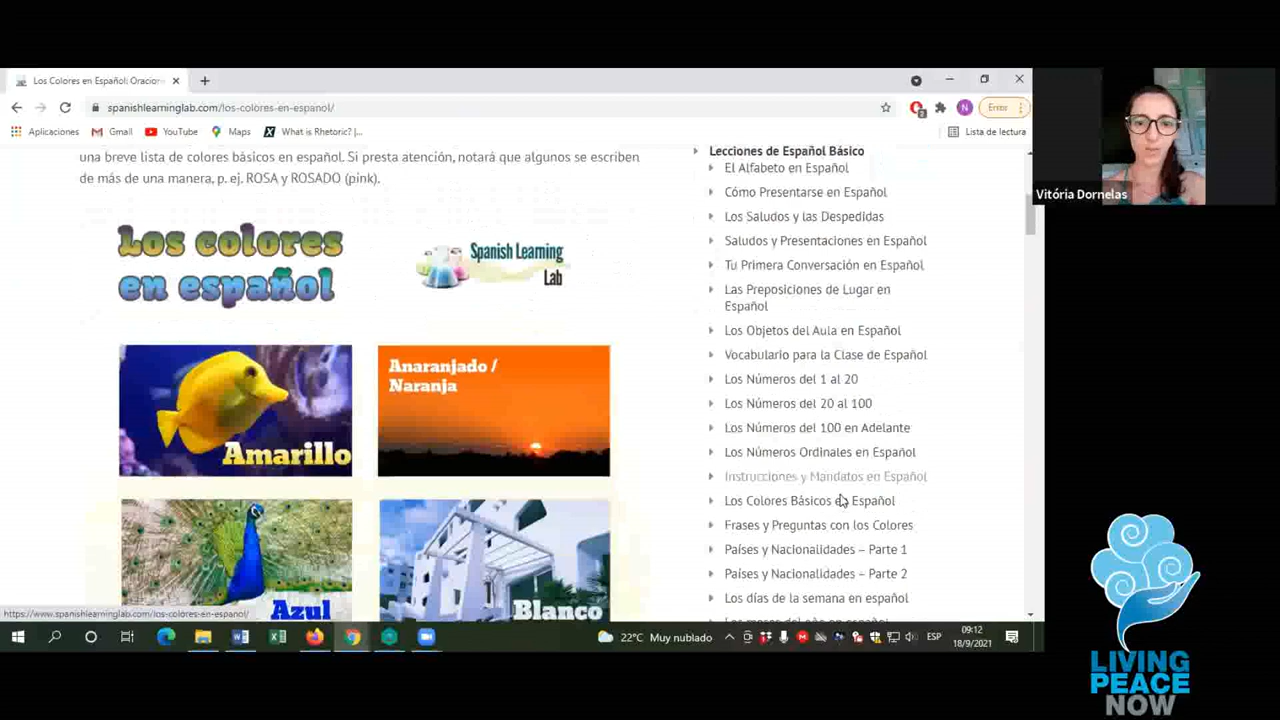 Los Colores en Español: Oracion
spanishlearninglab.com/los-colores-en-espanol/
Error
Aplicaciones
Gmail
YouTube
Maps
What is Rhetoric? |...
Lista de lectura
una breve lista de colores básicos en español. Si presta atención, notará que algunos se escriben
de más de una manera, p. ej. ROSA y ROSADO (pink).
Los colores
en español
Spanish Learning
Lab
Amarillo
Anaranjado /
Naranja
Azul
Blanco
https://www.spanishlearninglab.com/los-colores-en-espanol/
Lecciones de Español Básico
El Alfabeto en Español
Cómo Presentarse en Español
Los Saludos y las Despedidas
Saludos y Presentaciones en Español
Tu Primera Conversación en Español
Las Preposiciones de Lugar en
Español
Los Objetos del Aula en Español
Vocabulario para la Clase de Español
Los Números del 1 al 20
Los Números del 20 al 100
Los Números del 100 en Adelante
Los Números Ordinales en Español
Instrucciones y Mandatos en Español
Los Colores Básicos en Español
Frases y Preguntas con los Colores
Países y Nacionalidades – Parte 1
Países y Nacionalidades – Parte 2
Los días de la semana en español
22°C Muy nublado
ESP
09:12
18/9/2021
Vitória Dornelas
LIVING
PEACE
NOW